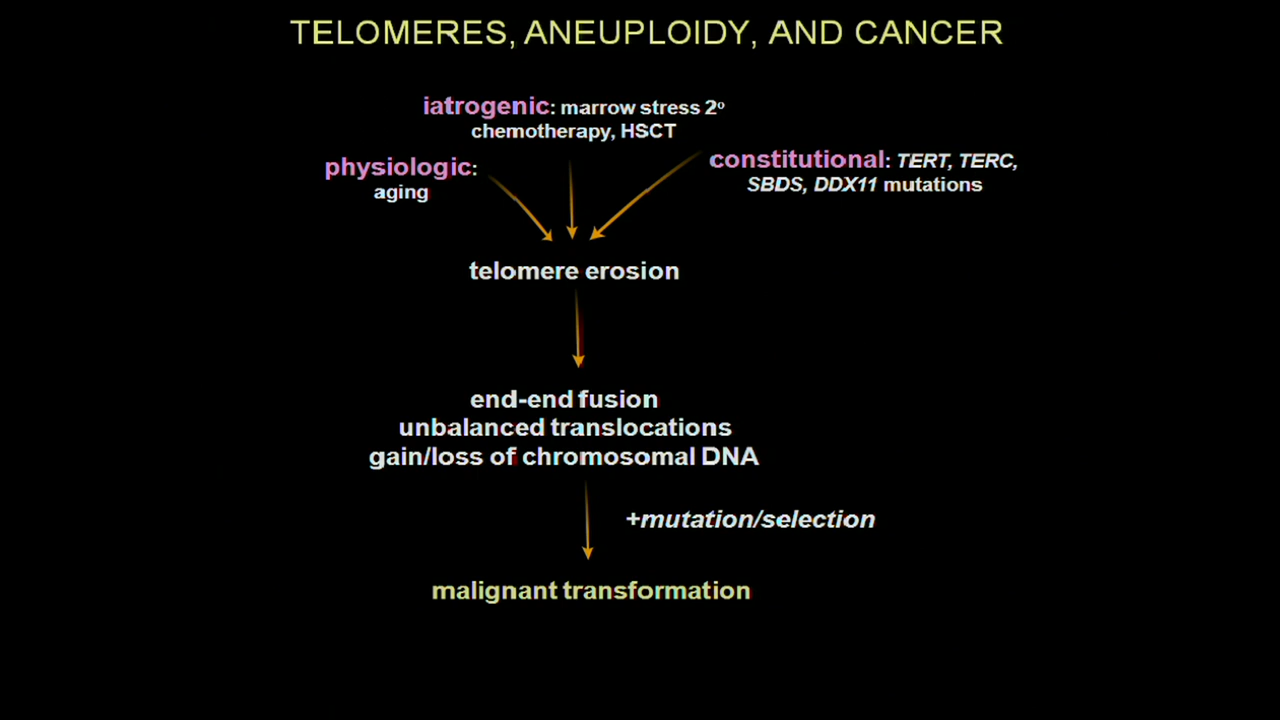 TELOMERES, ANEUPLOIDY, AND CANCER
iatrogenic: marrow stress 2º
chemotherapy, HSCT
physiologic:
aging
constitutional: TERT, TERC,
SBDS, DDX11 mutations
telomere erosion
end-end fusion
unbalanced translocations
gain/loss of chromosomal DNA
+mutation/selection
malignant transformation